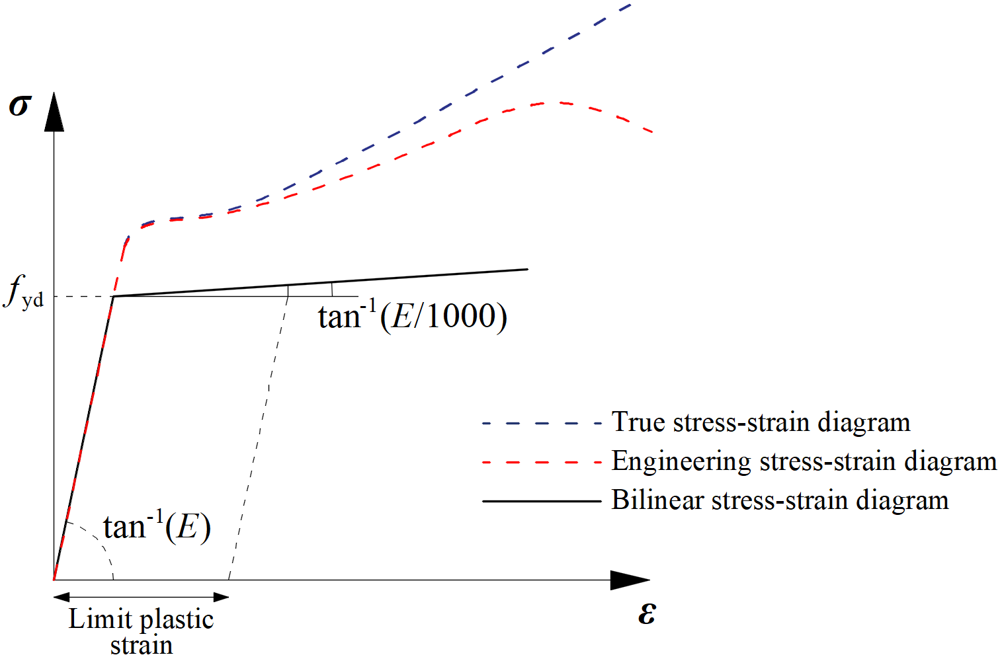 σ
f_yd
tan⁻¹(E/1000)
True stress-strain diagram
Engineering stress-strain diagram
Bilinear stress-strain diagram
tan⁻¹(E)
Limit plastic
strain
ε